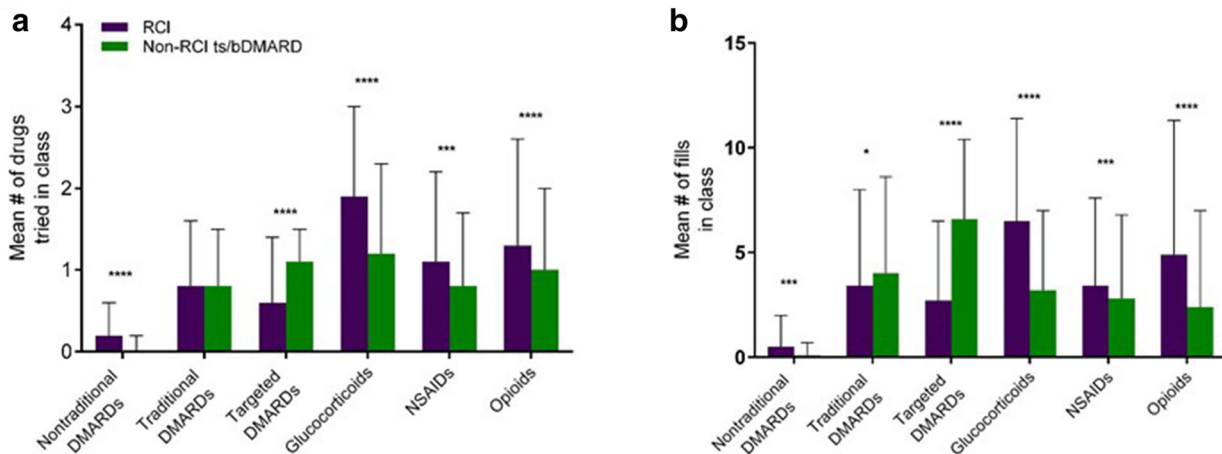 a
Mean # of drugs
tried in class
4
3
2
1
0
RCI
Non-RCI ts/bDMARD
****
****
****
***
****
Nontraditional
DMARDs
Traditional
DMARDs
Targeted
DMARDs
Glucocorticoids
NSAIDs
Opioids
b
Mean # of fills
in class
15
10
5
0
***
*
****
****
***
****
Nontraditional
DMARDs
Traditional
DMARDs
Targeted
DMARDs
Glucocorticoids
NSAIDs
Opioids